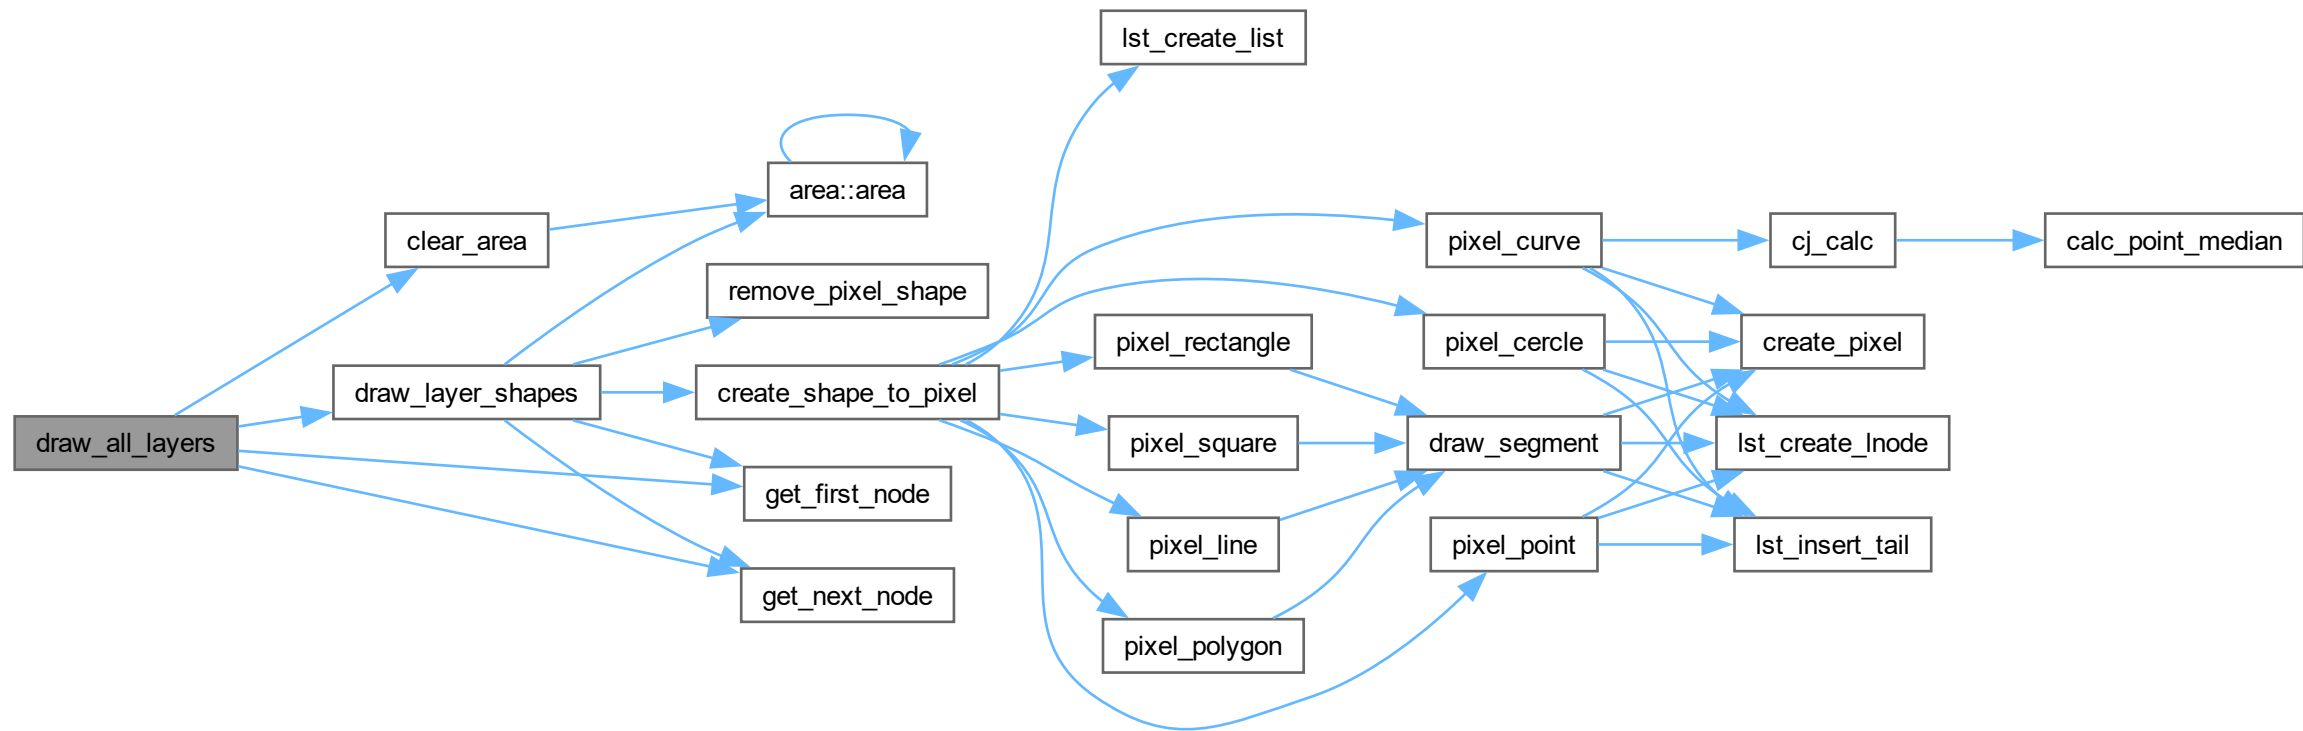 lst_create_list
area::area
clear_area
pixel_curve
cj_calc
calc_point_median
remove_pixel_shape
pixel_rectangle
pixel_cercle
create_pixel
draw_layer_shapes
create_shape_to_pixel
draw_all_layers
pixel_square
draw_segment
lst_create_lnode
get_first_node
pixel_line
pixel_point
lst_insert_tail
get_next_node
pixel_polygon